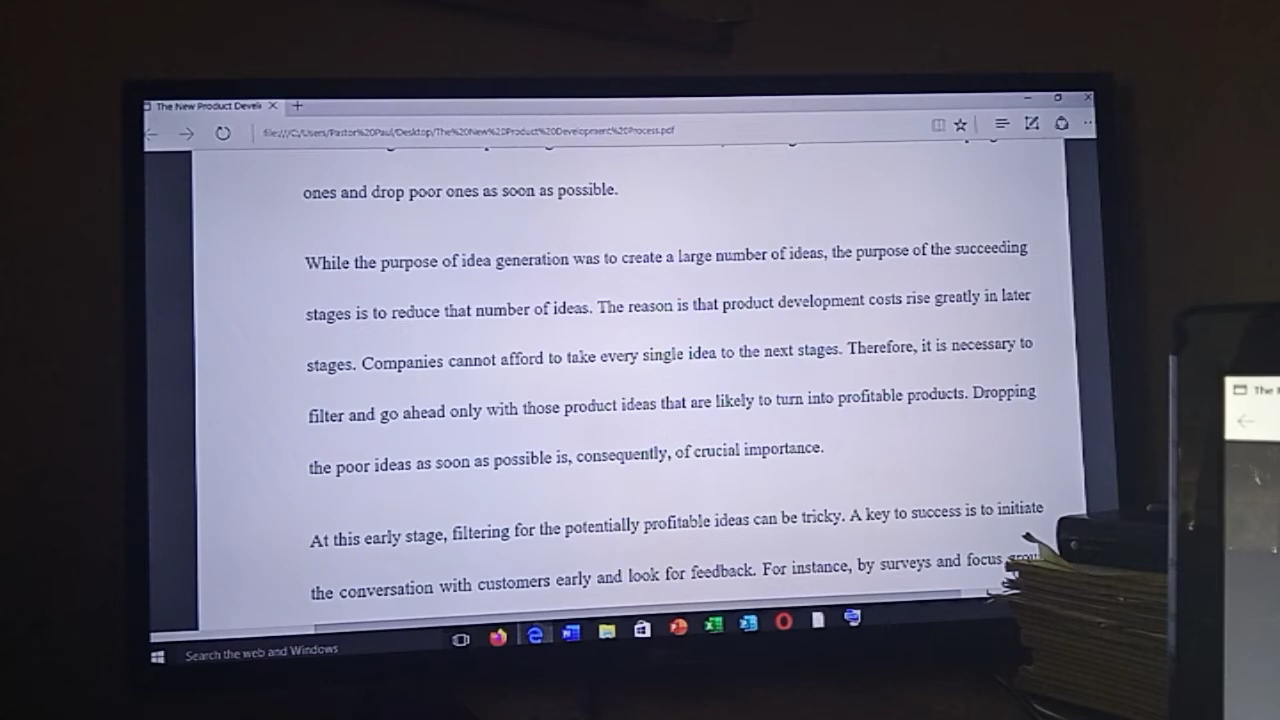 The New Product Devel
file:///C:/Users/Pastor%20Paul/Desktop/The%20New%20Product%20Development%20Process.pdf
ones and drop poor ones as soon as possible.
While the purpose of idea generation was to create a large number of ideas, the purpose of the succeeding
stages is to reduce that number of ideas. The reason is that product development costs rise greatly in later
stages. Companies cannot afford to take every single idea to the next stages. Therefore, it is necessary to
filter and go ahead only with those product ideas that are likely to turn into profitable products. Dropping
the poor ideas as soon as possible is, consequently, of crucial importance.
At this early stage, filtering for the potentially profitable ideas can be tricky. A key to success is to initiate
the conversation with customers early and look for feedback. For instance, by surveys and focus
Search the web and Windows
The